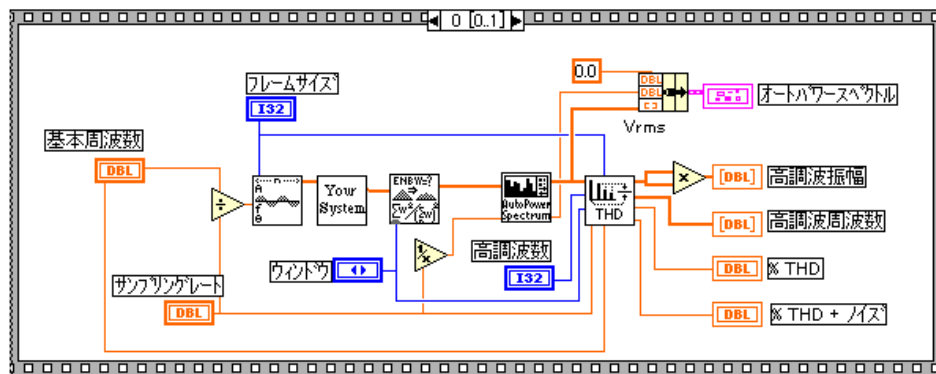 0 [0..1]
フレームサイズ
0.0
I32
DBL
DBL
オートパワースペクトル
Vrms
基本周波数
DBL
A
f
θ
Your
System
ENBW=?
AutoPower
Spectrum
THD
[DBL]
高調波振幅
[DBL]
高調波周波数
1/x
高調波数
ウィンドウ
I32
DBL
% THD
サンプリングレート
DBL
DBL
% THD + ノイズ